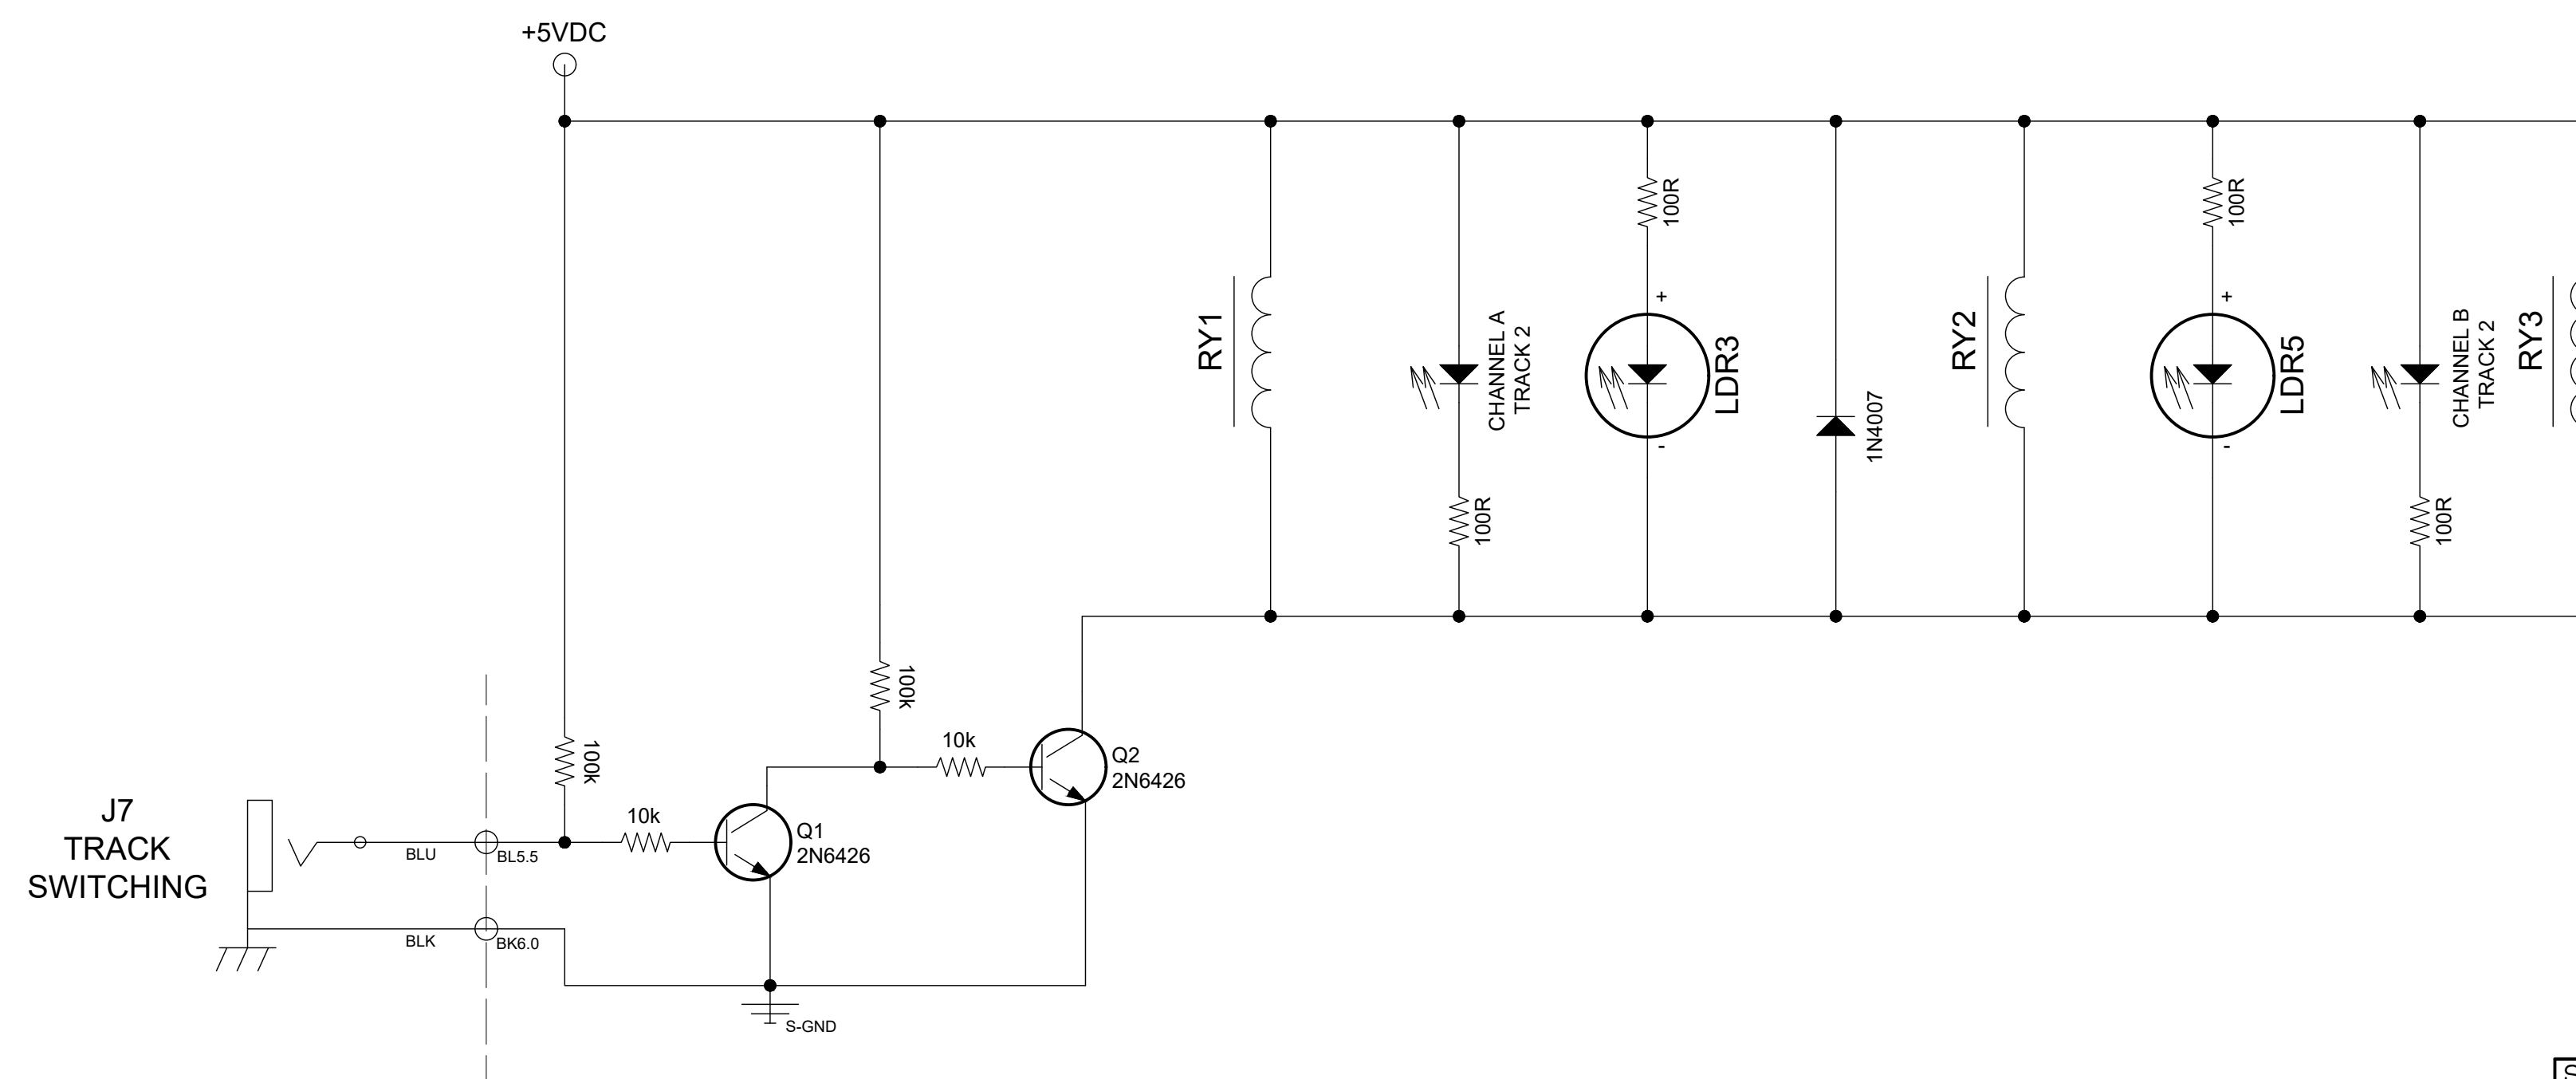 +5VDC
100R
100R
+
+
RY1
CHANNEL A
TRACK 2
LDR3
1N4007
RY2
LDR5
CHANNEL B
TRACK 2
RY3
-
-
100R
100R
100k
100k
10k
Q2
2N6426
J7
TRACK
SWITCHING
10k
Q1
2N6426
BLU
BL5.5
BLK
BK6.0
S-GND